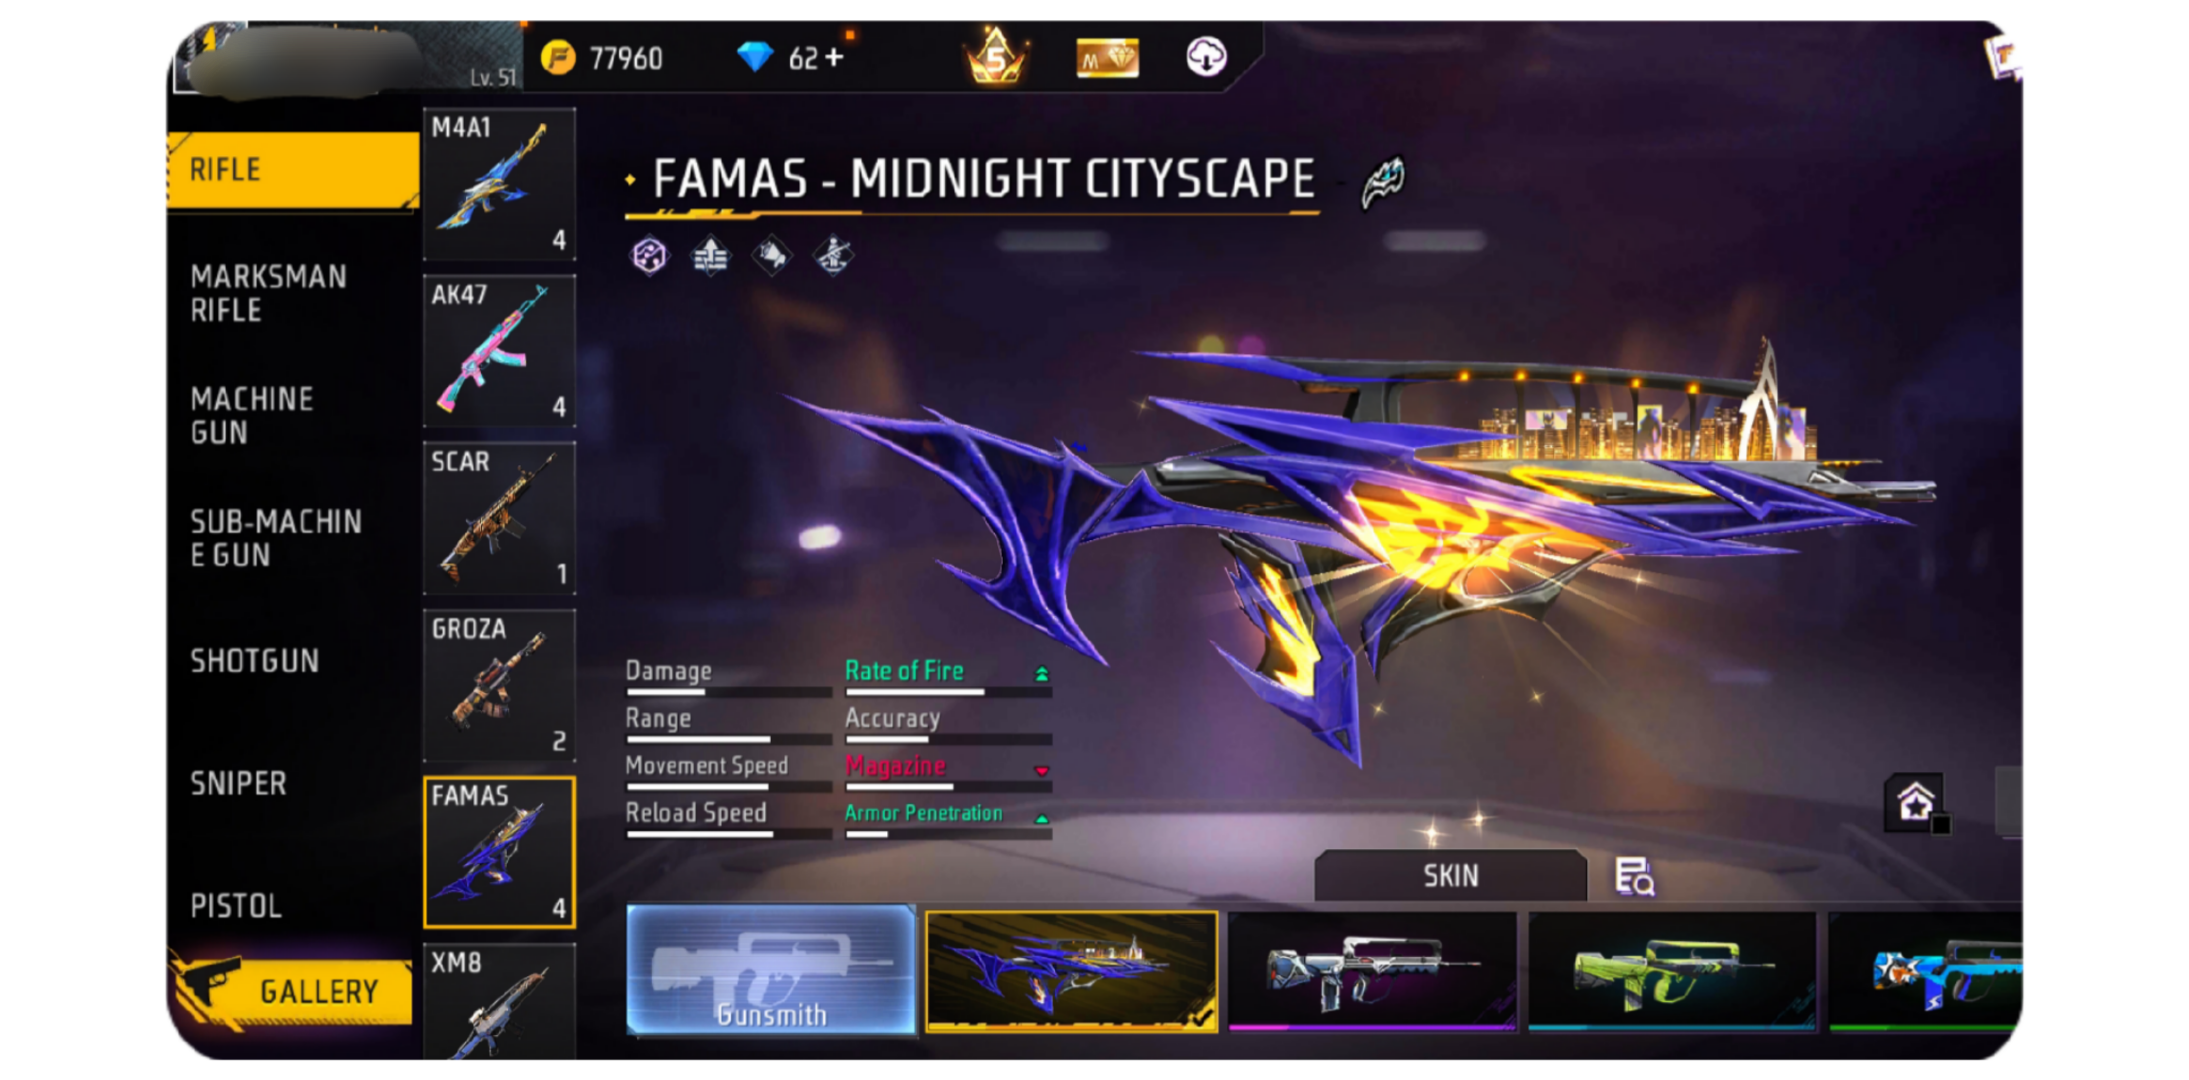 Lv. 51
77960
62+
5
M
RIFLE
MARKSMAN
RIFLE
MACHINE
GUN
SUB-MACHIN
E GUN
SHOTGUN
SNIPER
PISTOL
GALLERY
M4A1
4
AK47
4
SCAR
1
GROZA
2
FAMAS
4
XM8
FAMAS - MIDNIGHT CITYSCAPE
Damage
Rate of Fire
Range
Accuracy
Movement Speed
Magazine
Reload Speed
Armor Penetration
SKIN
Gunsmith